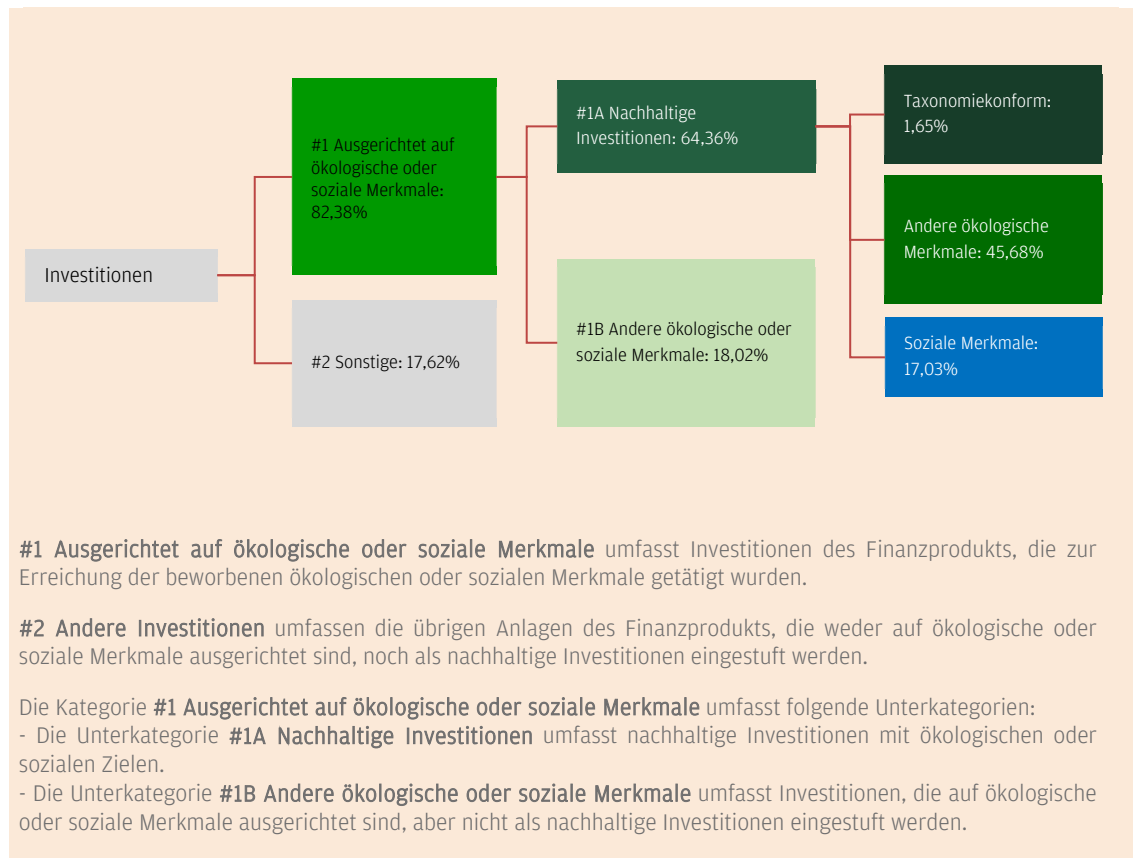 Investitionen
#1 Ausgerichtet auf
ökologische oder
soziale Merkmale:
82,38%
#2 Sonstige: 17,62%
#1A Nachhaltige
Investitionen: 64,36%
#1B Andere ökologische oder
soziale Merkmale: 18,02%
Taxonomiekonform:
1,65%
Andere ökologische
Merkmale: 45,68%
Soziale Merkmale:
17,03%
#1 Ausgerichtet auf ökologische oder soziale Merkmale umfasst Investitionen des Finanzprodukts, die zur
Erreichung der beworbenen ökologischen oder sozialen Merkmale getätigt wurden.
#2 Andere Investitionen umfassen die übrigen Anlagen des Finanzprodukts, die weder auf ökologische oder
soziale Merkmale ausgerichtet sind, noch als nachhaltige Investitionen eingestuft werden.
Die Kategorie #1 Ausgerichtet auf ökologische oder soziale Merkmale umfasst folgende Unterkategorien:
- Die Unterkategorie #1A Nachhaltige Investitionen umfasst nachhaltige Investitionen mit ökologischen oder
sozialen Zielen.
- Die Unterkategorie #1B Andere ökologische oder soziale Merkmale umfasst Investitionen, die auf ökologische
oder soziale Merkmale ausgerichtet sind, aber nicht als nachhaltige Investitionen eingestuft werden.